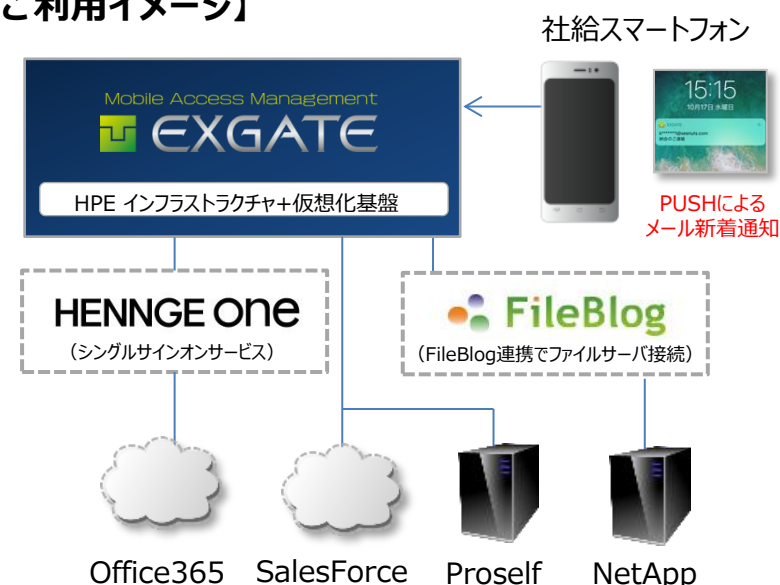 ご利用イメージ】
社給スマートフォン
Mobile Access Management
EXGATE
HPE インフラストラクチャ+仮想化基盤
15:15
10月17日 水曜日
EXGATE
PUSHによる
メール新着通知
HENNGE one
（シングルサインオンサービス）
FileBlog
（FileBlog連携でファイルサーバ接続）
Office365
SalesForce
Proself
NetApp